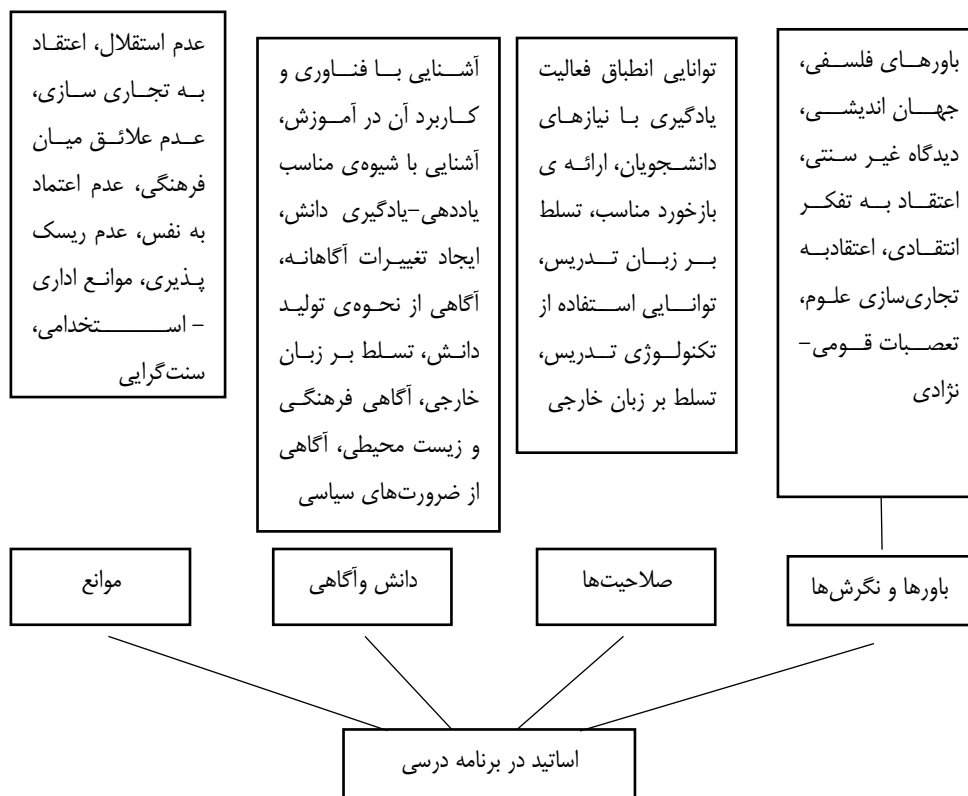 باورهای فلسفی،
جهان اندیشی،
دیدگاه غیر سنتی،
اعتقاد به تفکر
انتقادی، اعتقادبه
تجاری‌سازی علوم،
تعصبات قومی-
نژادی
توانایی انطباق فعالیت
یادگیری با نیازهای
دانشجویان، ارائه ی
بازخورد مناسب، تسلط
بر زبان تدریس،
توانایی استفاده از
تکنولوژی تدریس،
تسلط بر زبان خارجی
آشنایی با فناوری و
کاربرد آن در آموزش،
آشنایی با شیوه‌ی مناسب
یاددهی-یادگیری دانش،
ایجاد تغییرات آگاهانه،
آگاهی از نحوه‌ی تولید
دانش، تسلط بر زبان
خارجی، آگاهی فرهنگی
و زیست محیطی، آگاهی
از ضرورت‌های سیاسی
عدم استقلال، اعتقاد
به تجاری سازی،
عدم علائق میان
فرهنگی، عدم اعتماد
به نفس، عدم ریسک
پذیری، موانع اداری
- استخدامی،
سنت‌گرایی
باورها و نگرش‌ها
صلاحیت‌ها
دانش وآگاهی
موانع
اساتید در برنامه درسی